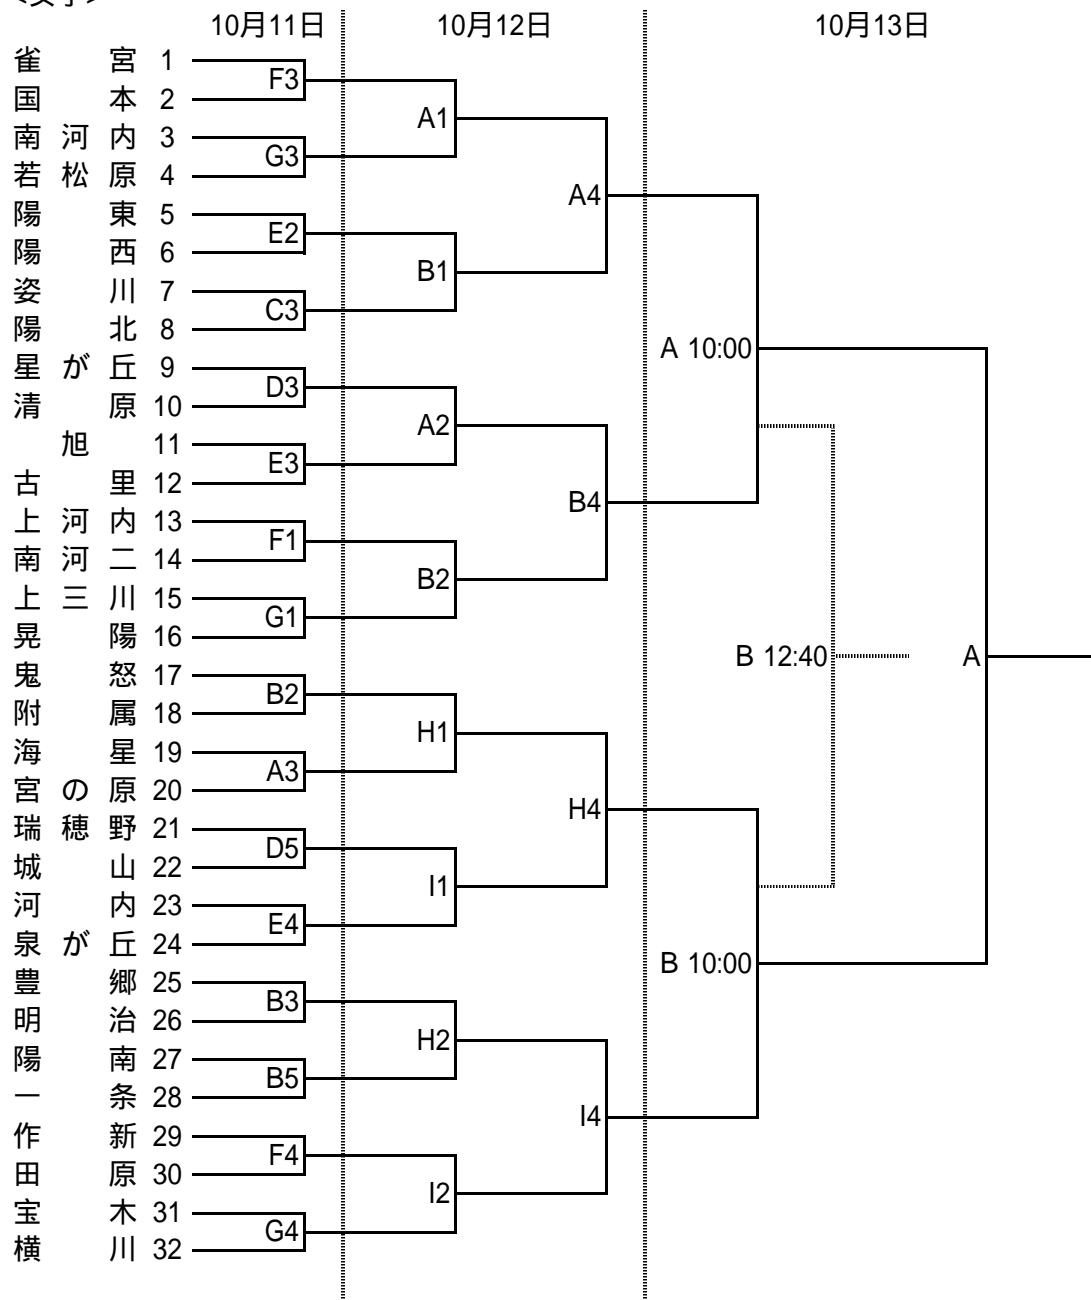 10月11日 10月12日 10月13日
雀宮 1
F3
国本 2
A1
南河内 3
G3
若松原 4
A4
陽東 5
E2
陽西 6
B1
姿川 7
C3
陽北 8
A 10:00
星が丘 9
D3
清原 10
A2
旭 11
E3
古里 12
B4
上河内 13
F1
南河二 14
B2
上三川 15
G1
晃陽 16
B 12:40 A
鬼怒 17
B2
附属 18
H1
海星 19
A3
宮の原 20
H4
瑞穂野 21
D5
城山 22
I1
河内 23
E4
泉が丘 24
B 10:00
豊郷 25
B3
明治 26
H2
陽南 27
B5
一条 28
I4
作新 29
F4
田原 30
I2
宝木 31
G4
横川 32